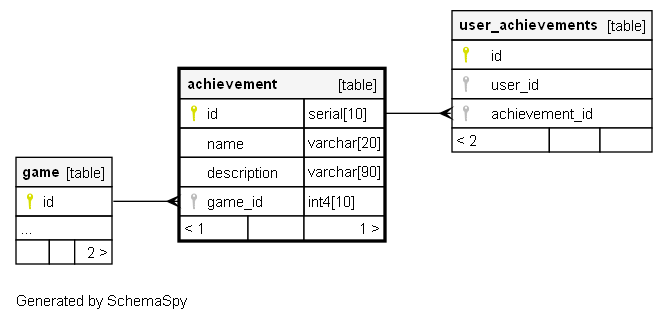 user_achievements [table]
id
user_id
achievement_id
< 2
achievement [table]
id serial[10]
name varchar[20]
description varchar[90]
game_id int4[10]
< 1 1 >
game [table]
id
...
2 >
Generated by SchemaSpy